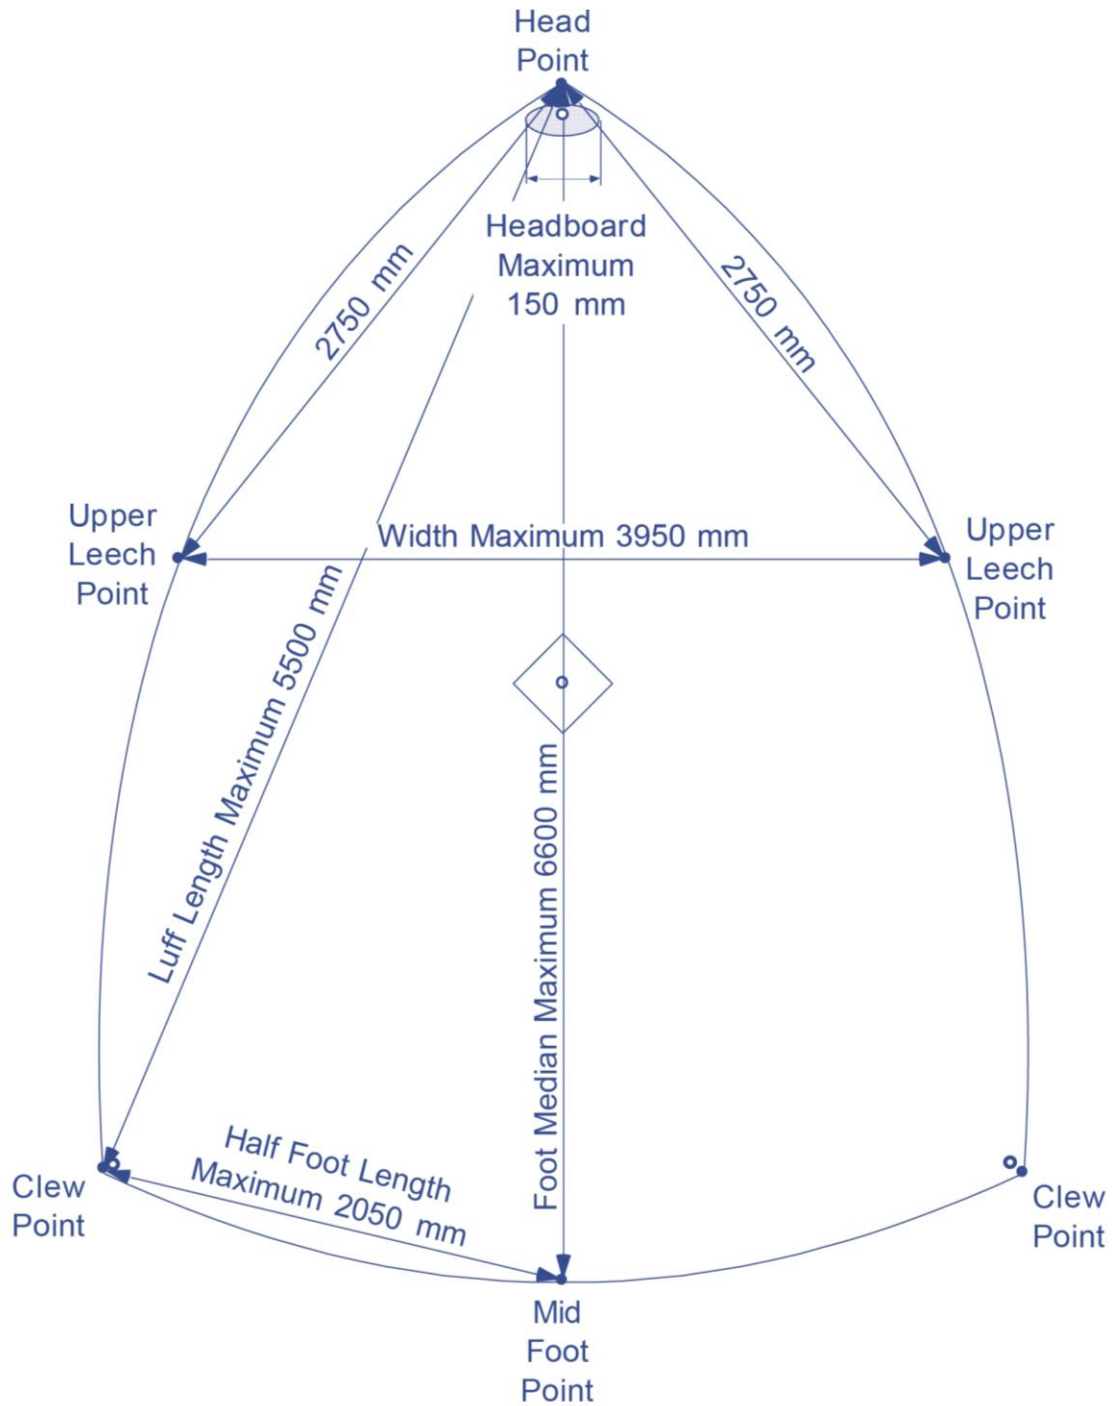 Head
Point
Headboard
Maximum
150 mm
2750 mm
2750 mm
Upper
Leech
Point
Width Maximum 3950 mm
Upper
Leech
Point
Luff Length Maximum 5500 mm
Foot Median Maximum 6600 mm
Half Foot Length
Maximum 2050 mm
Clew
Point
Clew
Point
Mid
Foot
Point